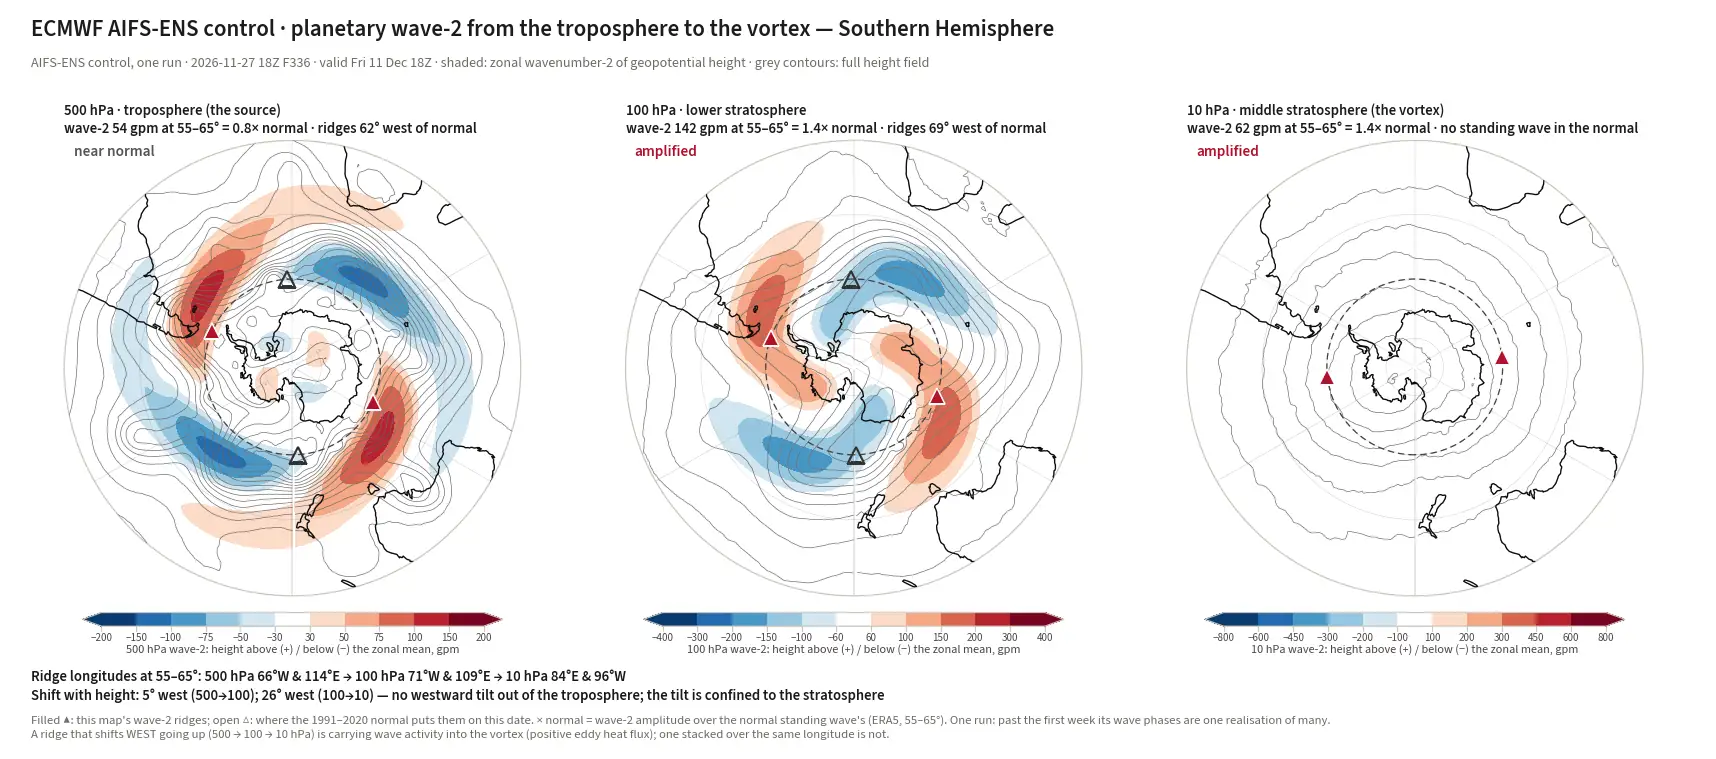 ECMWF AIFS-ENS control · planetary wave-2 from the troposphere to the vortex — Southern Hemisphere
AIFS-ENS control, one run · 2026-11-27 18Z F336 · valid Fri 11 Dec 18Z · shaded: zonal wavenumber-2 of geopotential height · grey contours: full height field
500 hPa · troposphere (the source)
wave-2 54 gpm at 55–65° = 0.8× normal · ridges 62° west of normal
near normal
100 hPa · lower stratosphere
wave-2 142 gpm at 55–65° = 1.4× normal · ridges 69° west of normal
amplified
10 hPa · middle stratosphere (the vortex)
wave-2 62 gpm at 55–65° = 1.4× normal · no standing wave in the normal
amplified
−200 −150 −100 −75 −50 −30 30 50 75 100 150 200
500 hPa wave-2: height above (+) / below (−) the zonal mean, gpm
−400 −300 −200 −150 −100 −60 60 100 150 200 300 400
100 hPa wave-2: height above (+) / below (−) the zonal mean, gpm
−800 −600 −450 −300 −200 −100 100 200 300 450 600 800
10 hPa wave-2: height above (+) / below (−) the zonal mean, gpm
Ridge longitudes at 55–65°: 500 hPa 66°W & 114°E → 100 hPa 71°W & 109°E → 10 hPa 84°E & 96°W
Shift with height: 5° west (500→100); 26° west (100→10) — no westward tilt out of the troposphere; the tilt is confined to the stratosphere
Filled ▲: this map's wave-2 ridges; open △: where the 1991–2020 normal puts them on this date. × normal = wave-2 amplitude over the normal standing wave's (ERA5, 55–65°). One run: past the first week its wave phases are one realisation of many.
A ridge that shifts WEST going up (500 → 100 → 10 hPa) is carrying wave activity into the vortex (positive eddy heat flux); one stacked over the same longitude is not.